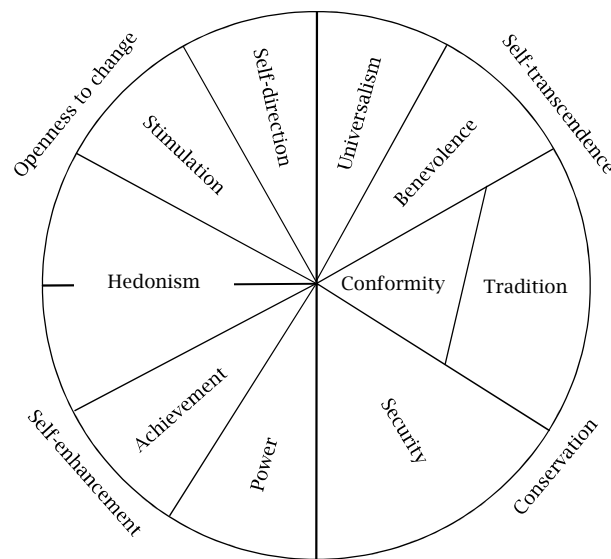 Openness to change
Self-transcendence
Self-direction
Universalism
Stimulation
Benevolence
Hedonism
Conformity
Tradition
Achievement
Power
Security
Self-enhancement
Conservation